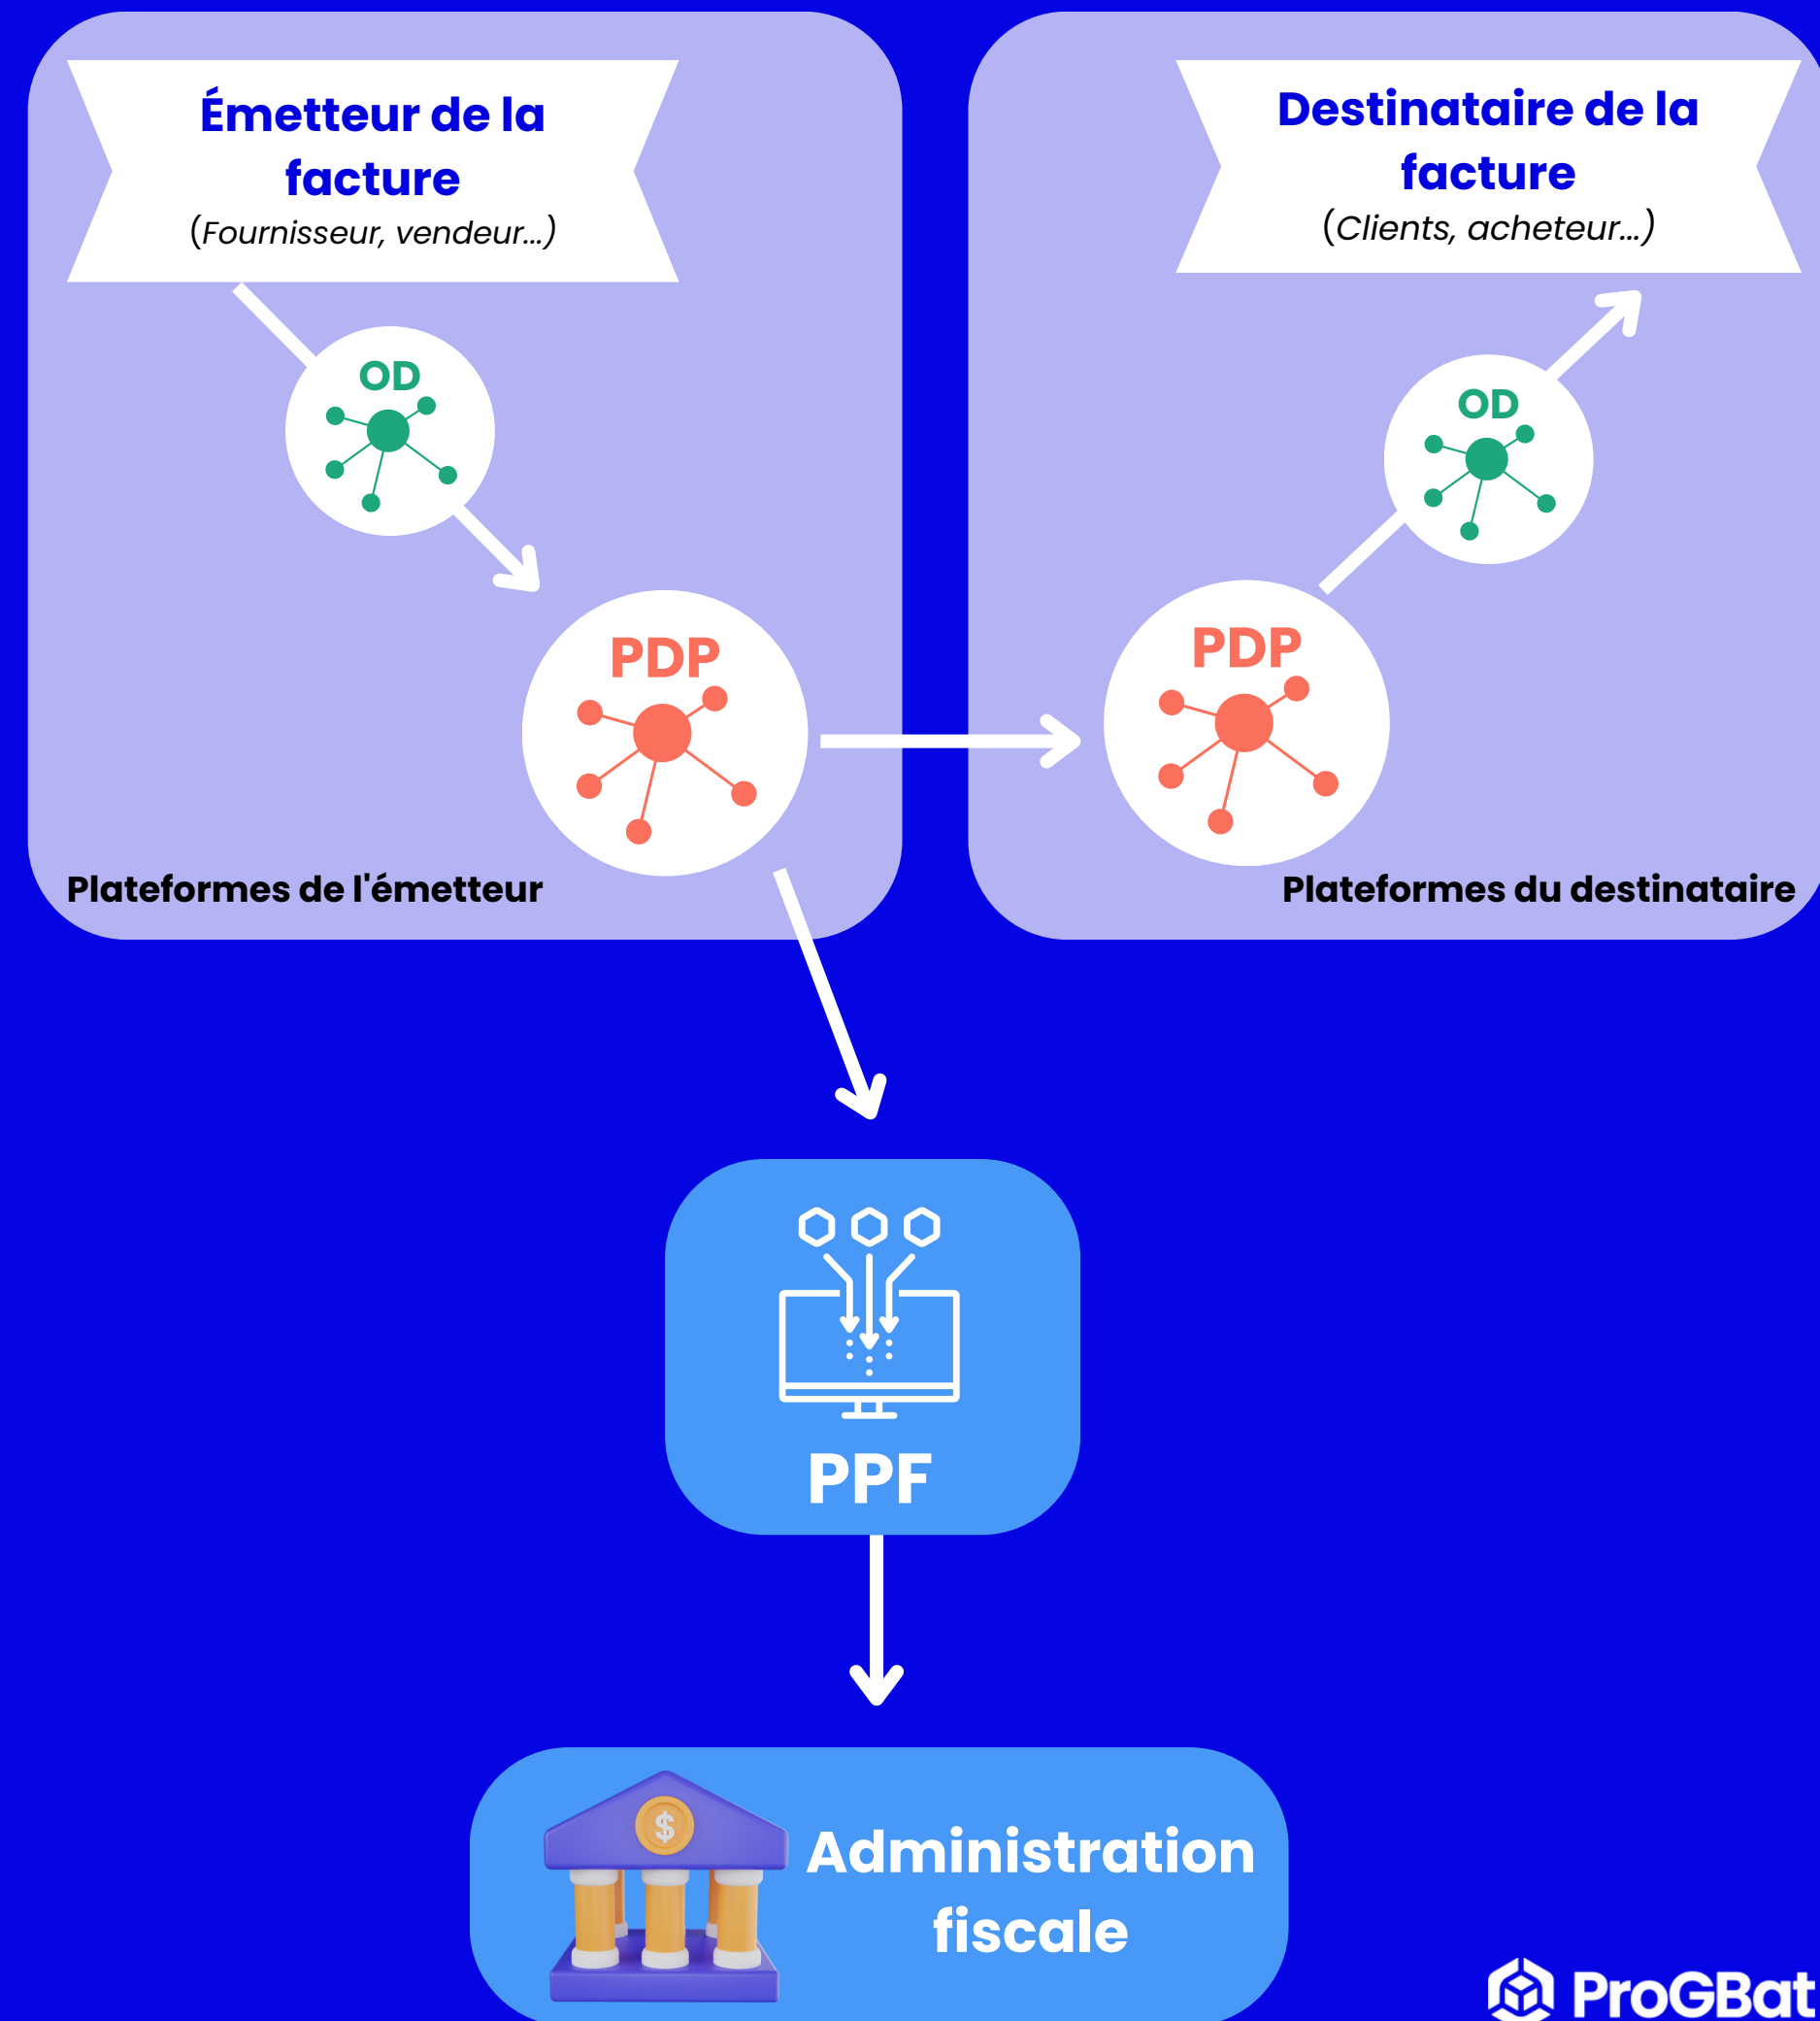 Émetteur de la
facture
(Fournisseur, vendeur...)
OD
PDP
Plateformes de l'émetteur
Destinataire de la
facture
(Clients, acheteur...)
OD
PDP
Plateformes du destinataire
PPF
$
Administration
fiscale
ProGBat